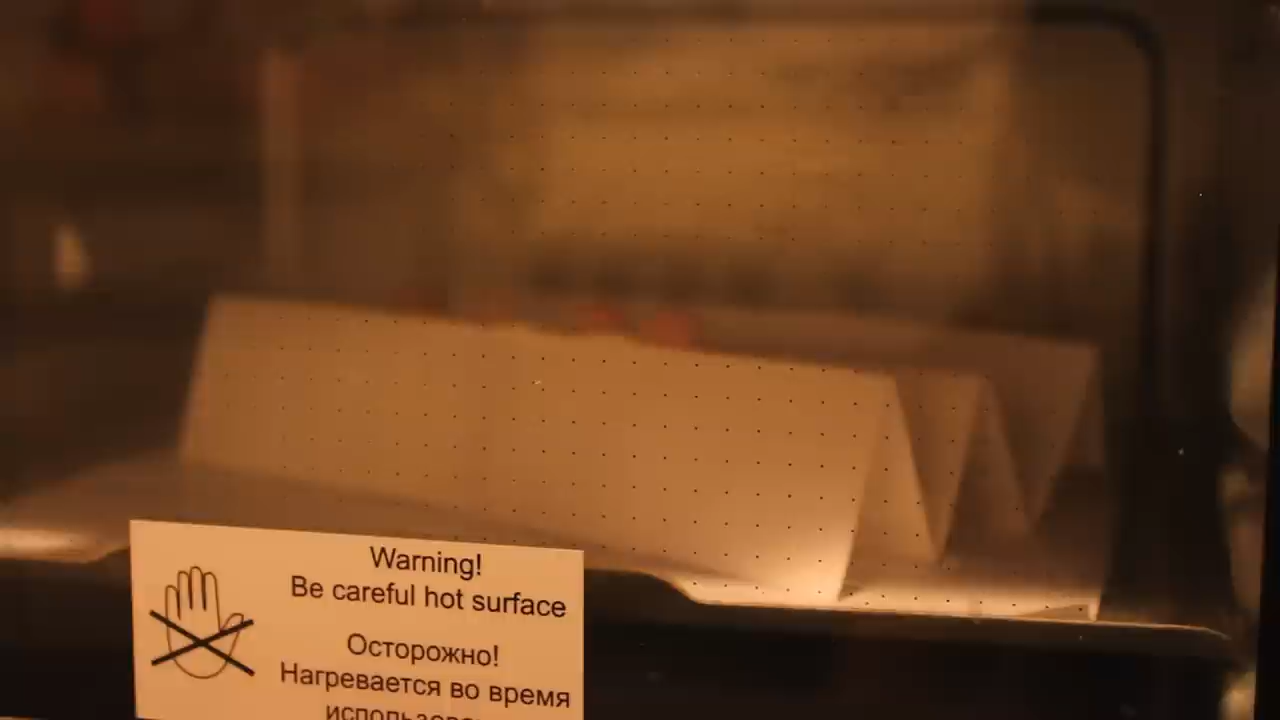 Warning!
Be careful hot surface
Осторожно!
Нагревается во время